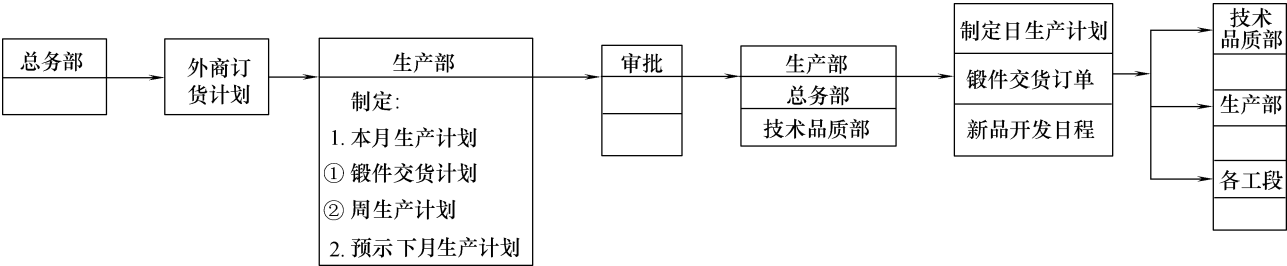 总务部
外商订
货计划
生产部
制定:
1. 本月生产计划
① 锻件交货计划
② 周生产计划
2. 预示下月生产计划
审批
生产部
总务部
技术品质部
制定日生产计划
锻件交货订单
新品开发日程
技术
品质部
生产部
各工段